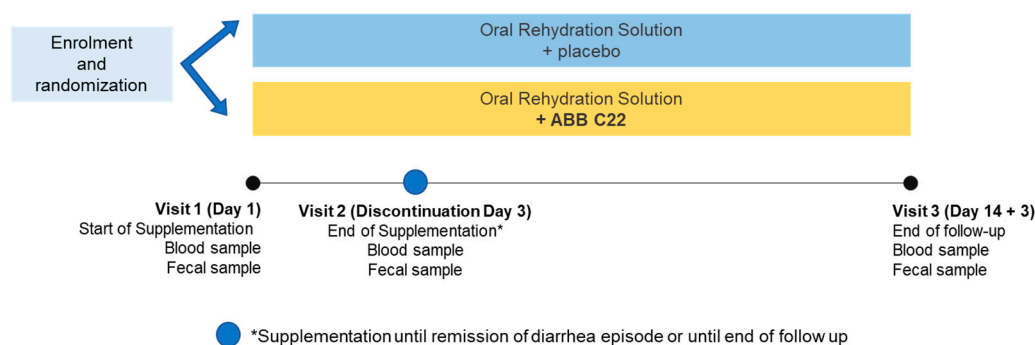 Enrolment
and
randomization
Oral Rehydration Solution
+ placebo
Oral Rehydration Solution
+ ABB C22
Visit 1 (Day 1)
Start of Supplementation
Blood sample
Fecal sample
Visit 2 (Discontinuation Day 3)
End of Supplementation*
Blood sample
Fecal sample
Visit 3 (Day 14 + 3)
End of follow-up
Blood sample
Fecal sample
*Supplementation until remission of diarrhea episode or until end of follow up